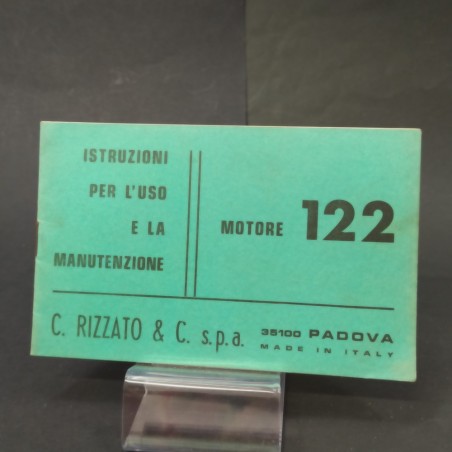 ISTRUZIONI
PER L'USO
E LA
MANUTENZIONE
MOTORE 122
C. RIZZATO & C. s.p.a.
35100 PADOVA
MADE IN ITALY